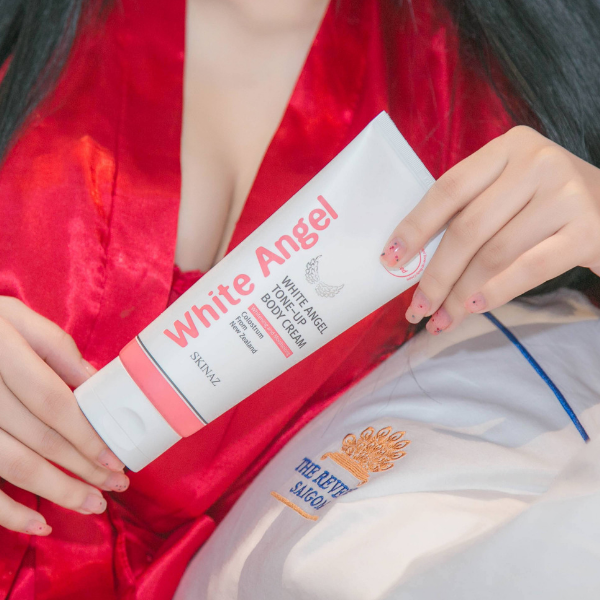 White Angel
WHITE ANGEL
TONE-UP
BODY CREAM
Colostrum
From
New Zealand
SKINAZ
THE REVE
SAIGON